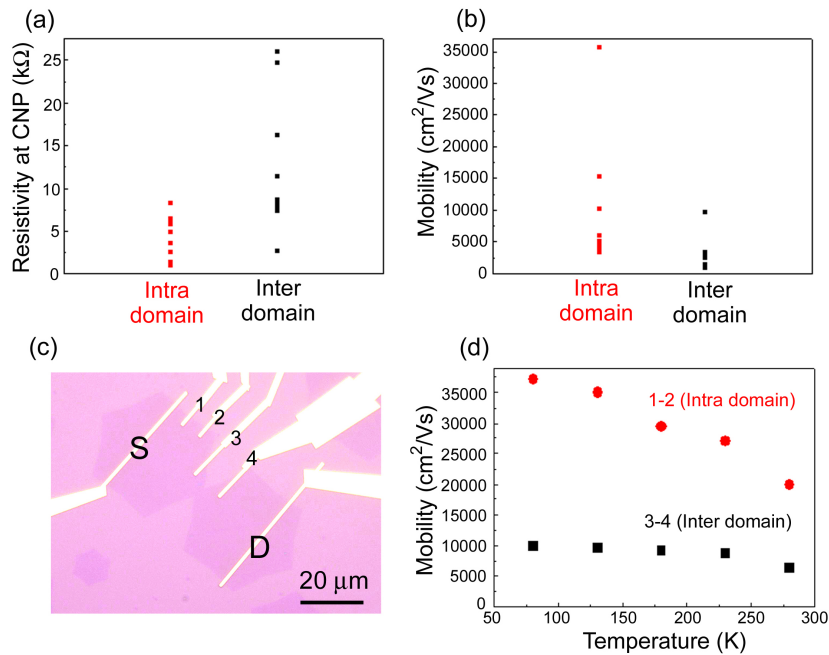 (a)
Resistivity at CNP (kΩ)
25
20
15
10
5
0
Intra
domain
Inter
domain
(b)
Mobility (cm²/Vs)
35000
30000
25000
20000
15000
10000
5000
0
Intra
domain
Inter
domain
(c)
1
2
3
4
S
D
20 μm
(d)
Mobility (cm²/Vs)
35000
30000
25000
20000
15000
10000
5000
0
1-2 (Intra domain)
3-4 (Inter domain)
50 100 150 200 250 300
Temperature (K)